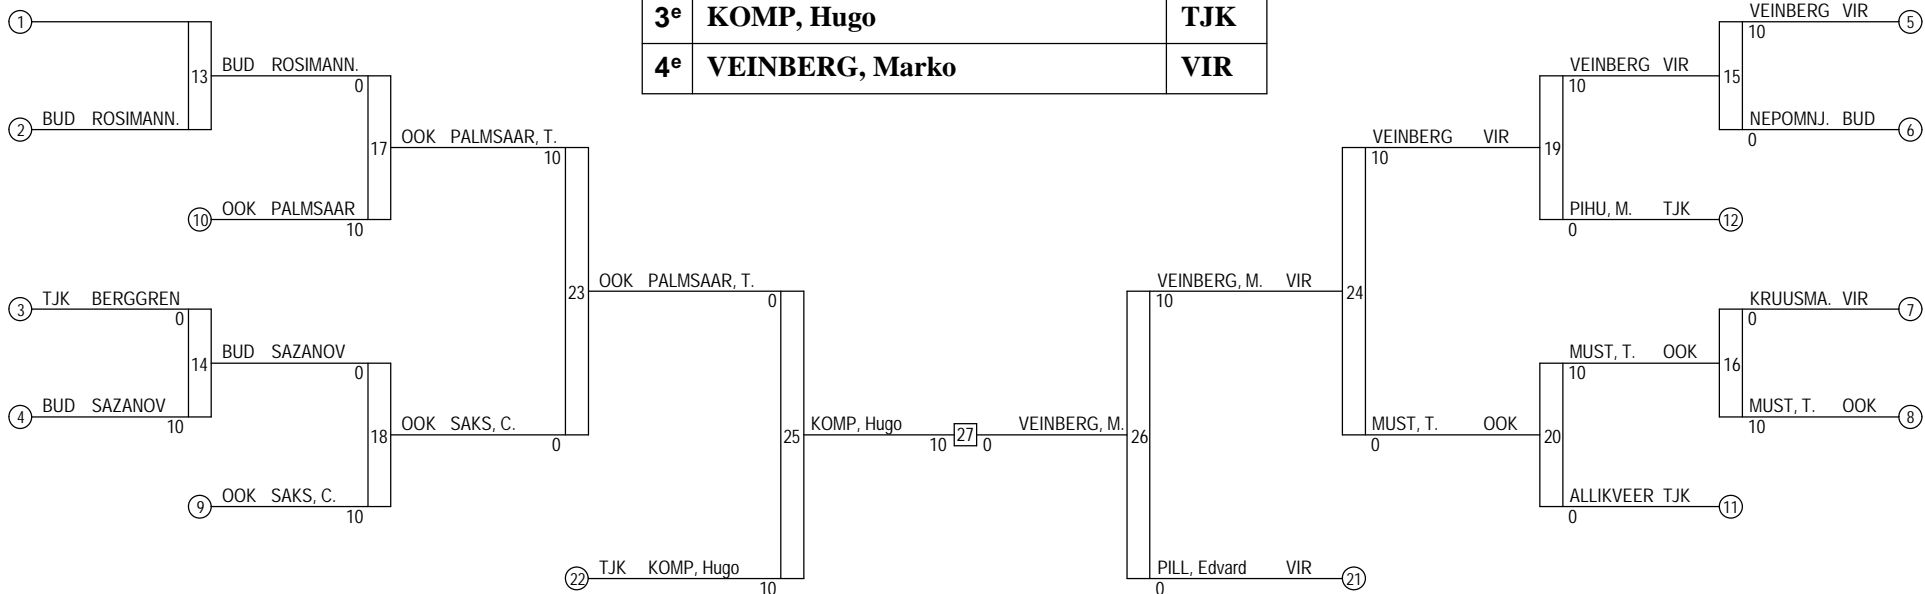 3e KOMP, Hugo TJK
4e VEINBERG, Marko VIR
1
13
BUD ROSIMANN.
0
2 BUD ROSIMANN.
17
OOK PALMSAAR, T.
10
10 OOK PALMSAAR
10
23
OOK PALMSAAR, T.
0
3 TJK BERGGREN
0
14
BUD SAZANOV
0
4 BUD SAZANOV
10
18
OOK SAKS, C.
0
9 OOK SAKS, C.
10
25
KOMP, Hugo
10
22 TJK KOMP, Hugo
10
27
VEINBERG, M.
0
26
VEINBERG, M. VIR
10
PILL, Edvard VIR 21
0
24
VEINBERG VIR
10
MUST, T. OOK
0
19
VEINBERG VIR
10
PIHU, M. TJK 12
0
15
VEINBERG VIR 5
10
NEPOMNJ. BUD 6
0
20
MUST, T. OOK
10
ALLIKVEER TJK 11
0
16
KRUUSMA. VIR 7
0
MUST, T. OOK 8
10